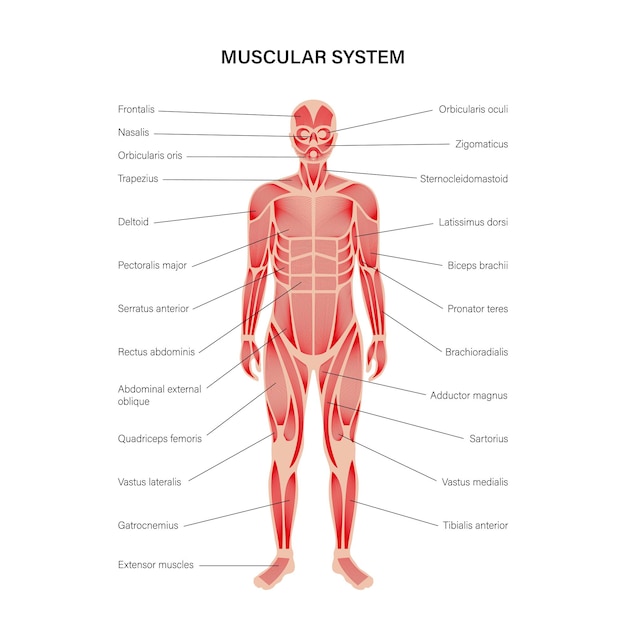 MUSCULAR SYSTEM
Frontalis
Nasalis
Orbicularis oris
Trapezius
Deltoid
Pectoralis major
Serratus anterior
Rectus abdominis
Abdominal external
oblique
Quadriceps femoris
Vastus lateralis
Gatrocnemius
Extensor muscles
Orbicularis oculi
Zigomaticus
Sternocleidomastoid
Latissimus dorsi
Biceps brachii
Pronator teres
Brachioradialis
Adductor magnus
Sartorius
Vastus medialis
Tibialis anterior